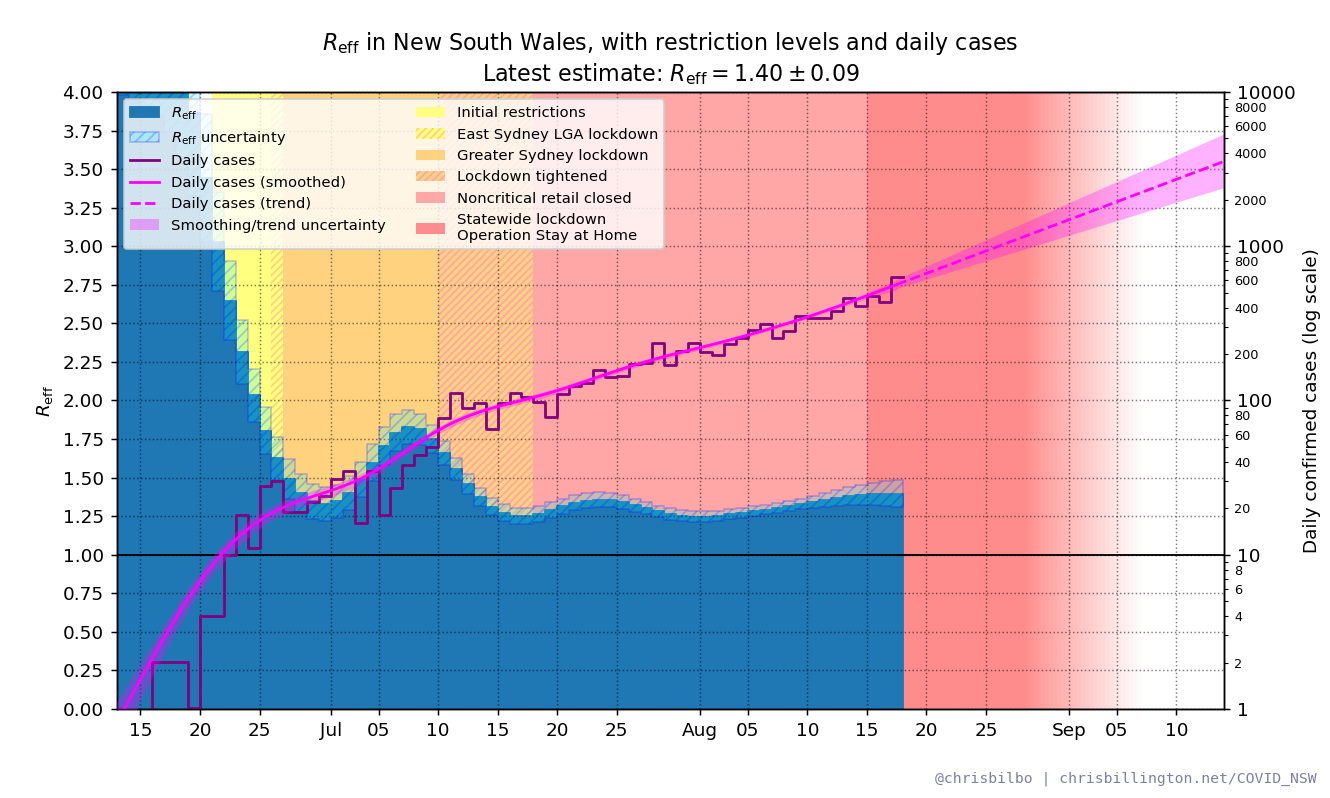 Reff in New South Wales, with restriction levels and daily cases
Latest estimate: Reff = 1.40 ± 0.09
Reff
Reff uncertainty
Daily cases
Daily cases (smoothed)
Daily cases (trend)
Smoothing/trend uncertainty
Initial restrictions
East Sydney LGA lockdown
Greater Sydney lockdown
Lockdown tightened
Noncritical retail closed
Statewide lockdown
Operation Stay at Home
Reff
4.00
3.75
3.50
3.25
3.00
2.75
2.50
2.25
2.00
1.75
1.50
1.25
1.00
0.75
0.50
0.25
0.00
10000
8000
6000
4000
2000
1000
800
600
400
200
100
80
60
40
20
10
8
6
4
2
1
Daily confirmed cases (log scale)
15 20 25 Jul 05 10 15 20 25 Aug 05 10 15 20 25 Sep 05 10
@chrisbilbo | chrisbillington.net/COVID_NSW